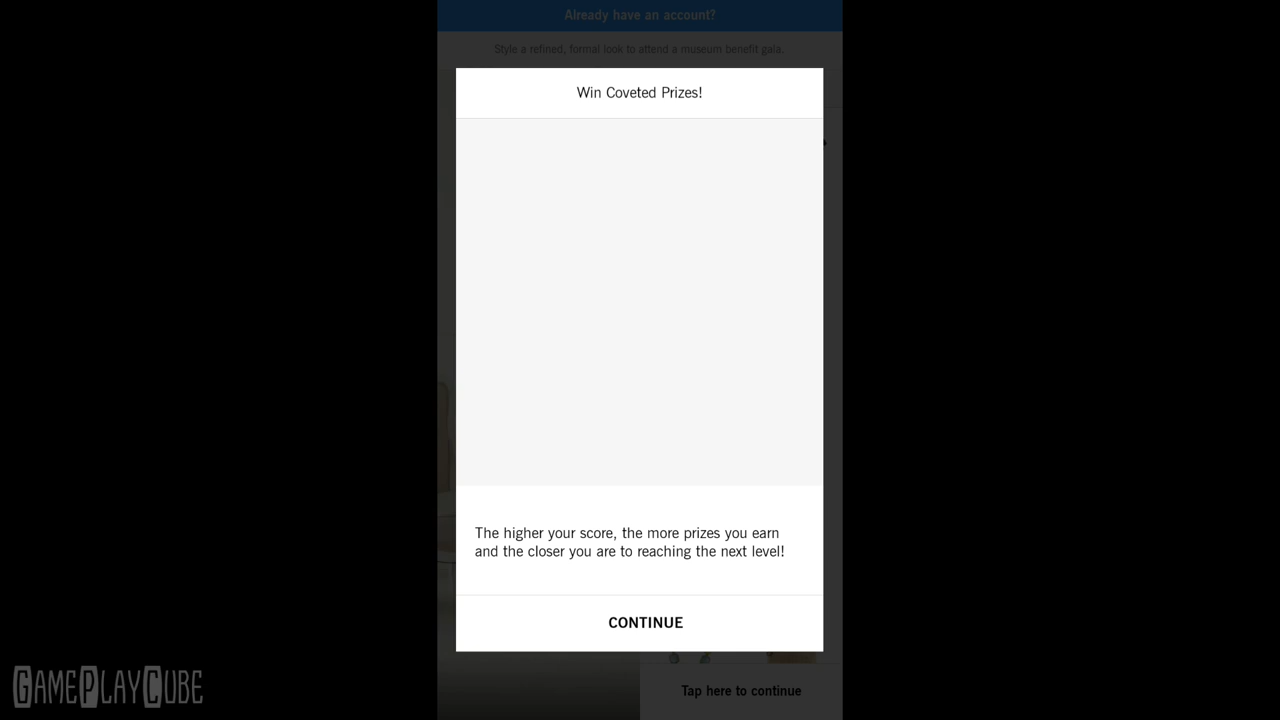 Already have an account?
Style a refined, formal look to attend a museum benefit gala.
Win Coveted Prizes!
The higher your score, the more prizes you earn
and the closer you are to reaching the next level!
CONTINUE
Tap here to continue
GAMEPLAYCUBE